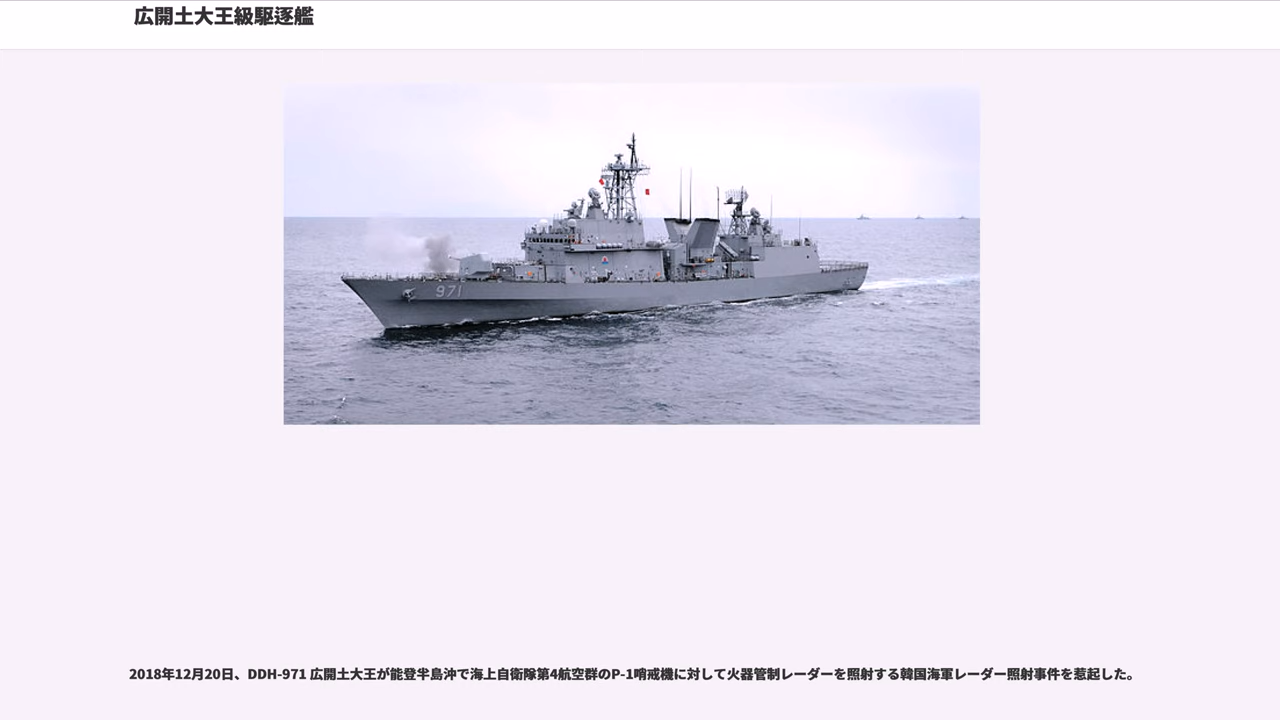 広開土大王級駆逐艦
971
2018年12月20日、DDH-971 広開土大王が能登半島沖で海上自衛隊第4航空群のP-1哨戒機に対して火器管制レーダーを照射する韓国海軍レーダー照射事件を惹起した。